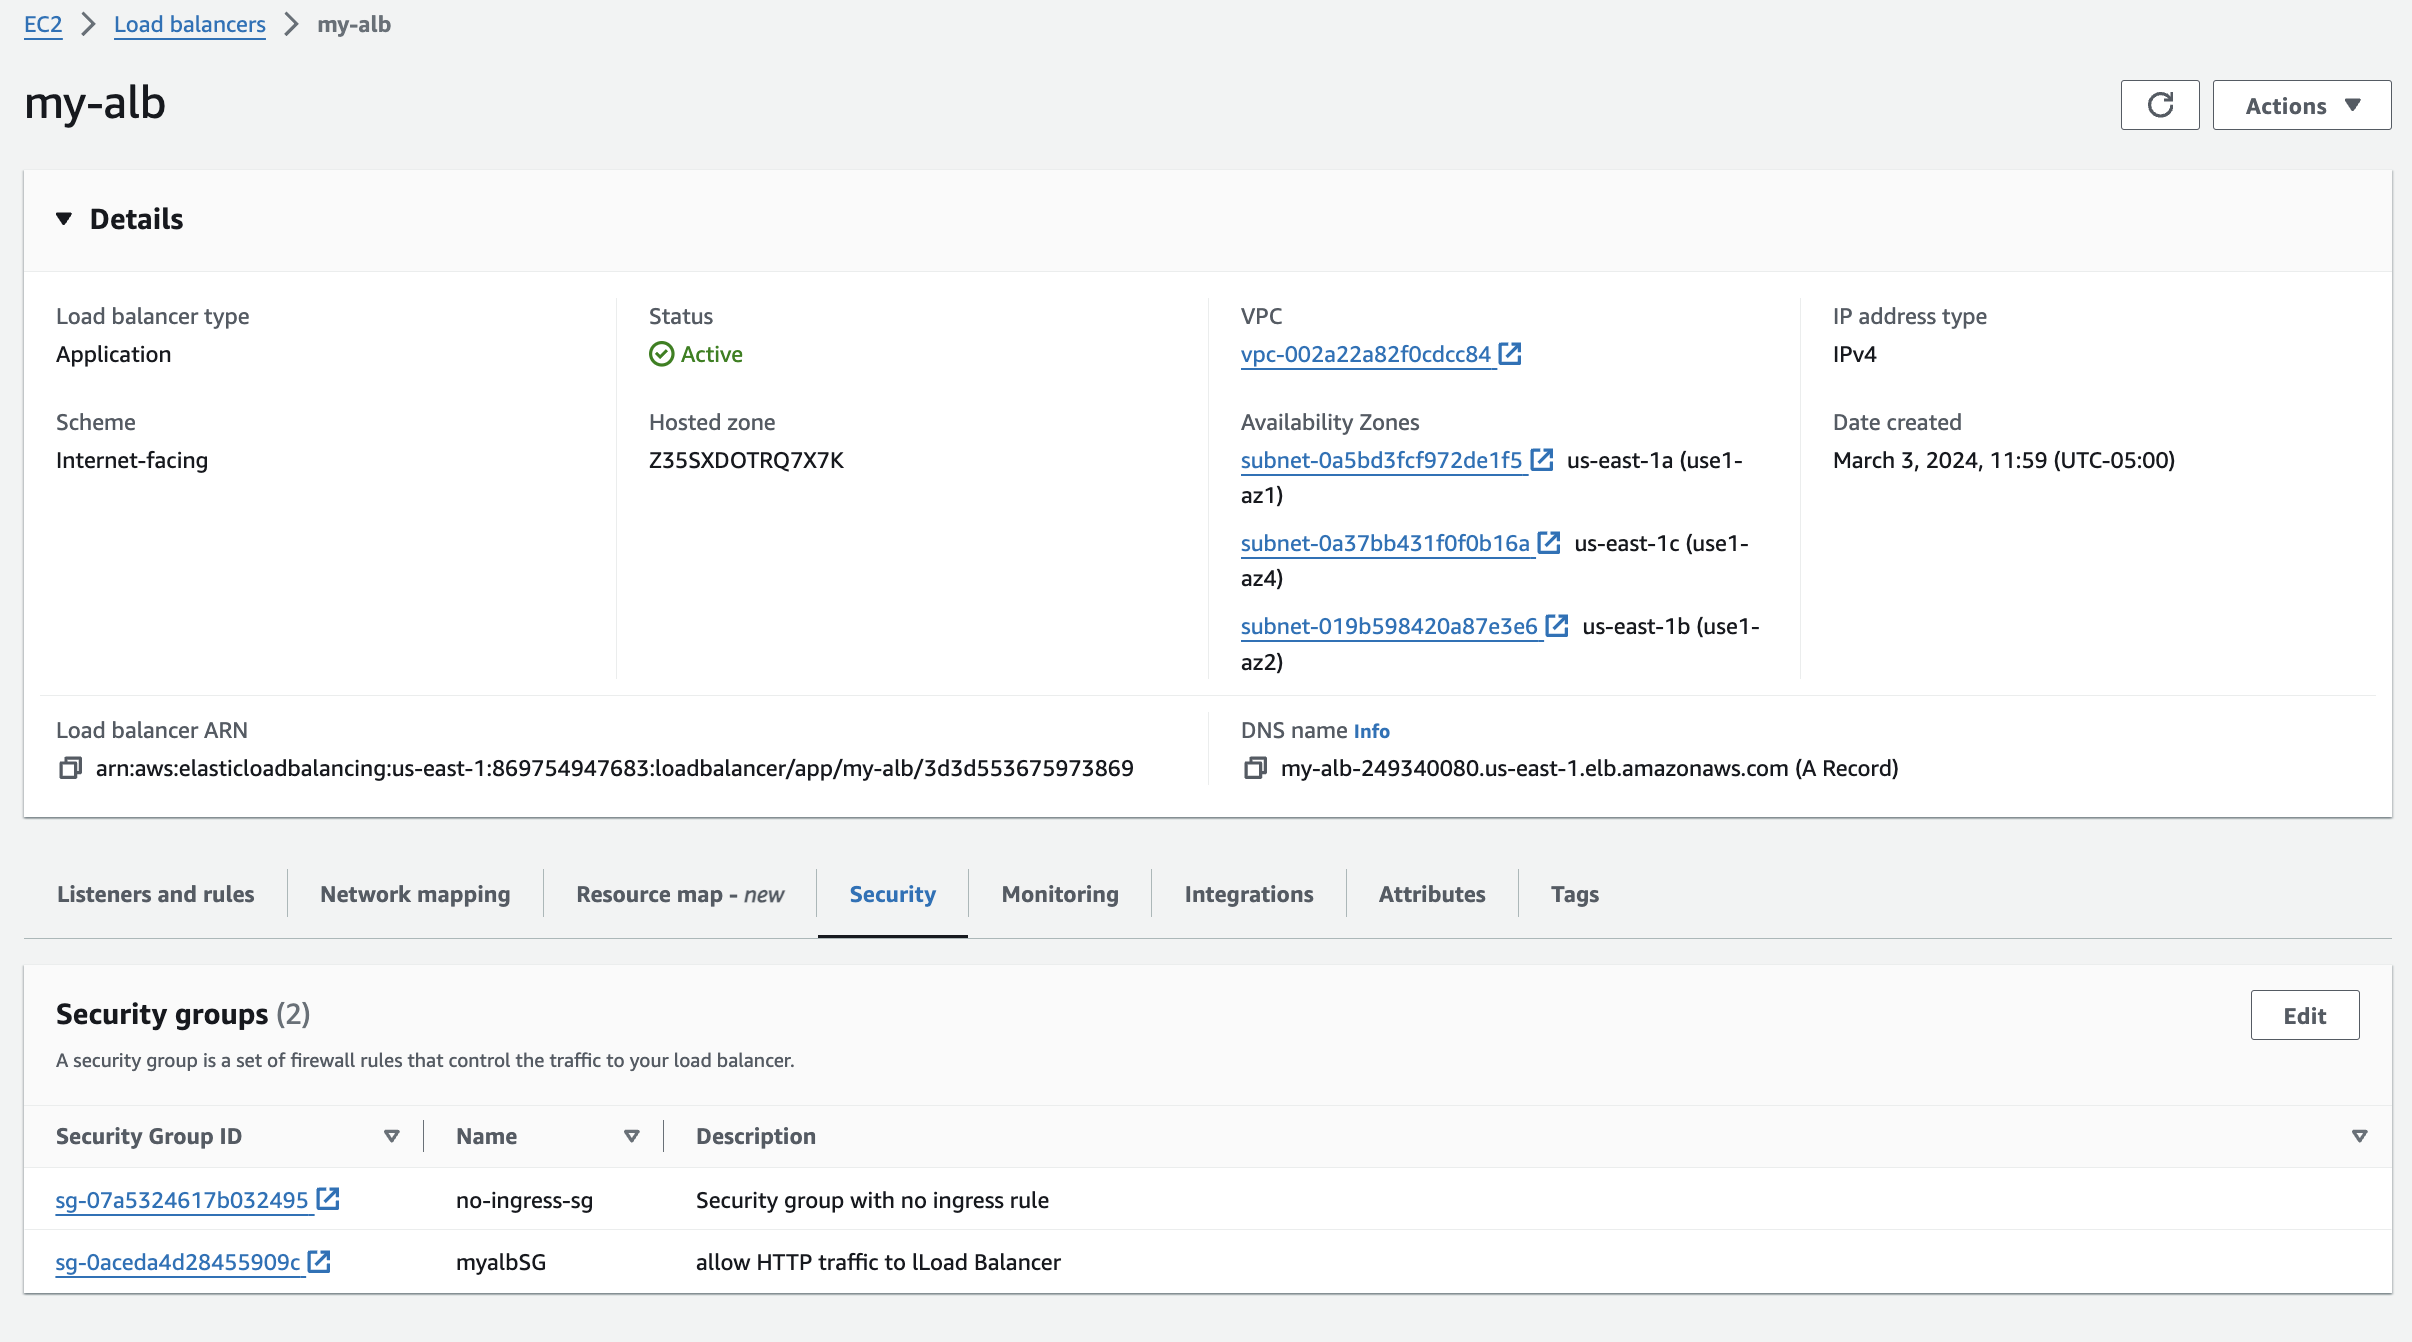 EC2 > Load balancers > my-alb
my-alb
Actions
Details
Load balancer type
Application
Status
Active
VPC
vpc-002a22a82f0cdcc84
IP address type
IPv4
Scheme
Internet-facing
Hosted zone
Z35SXDOTRQ7X7K
Availability Zones
subnet-0a5bd3fcf972de1f5 us-east-1a (use1-
az1)
subnet-0a37bb431f0f0b16a us-east-1c (use1-
az4)
subnet-019b598420a87e3e6 us-east-1b (use1-
az2)
Date created
March 3, 2024, 11:59 (UTC-05:00)
Load balancer ARN
arn:aws:elasticloadbalancing:us-east-1:869754947683:loadbalancer/app/my-alb/3d3d553675973869
DNS name Info
my-alb-249340080.us-east-1.elb.amazonaws.com (A Record)
Listeners and rules Network mapping Resource map - new Security Monitoring Integrations Attributes Tags
Security groups (2)
Edit
A security group is a set of firewall rules that control the traffic to your load balancer.
Security Group ID Name Description
sg-07a5324617b032495 no-ingress-sg Security group with no ingress rule
sg-0aceda4d28455909c myalbSG allow HTTP traffic to lLoad Balancer